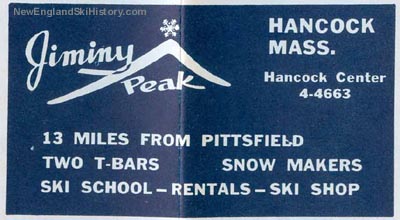 NewEnglandSkiHistory.com
Jiminy
Peak
HANCOCK
MASS.
Hancock Center
4-4663
13 MILES FROM PITTSFIELD
TWO T-BARS SNOW MAKERS
SKI SCHOOL – RENTALS – SKI SHOP